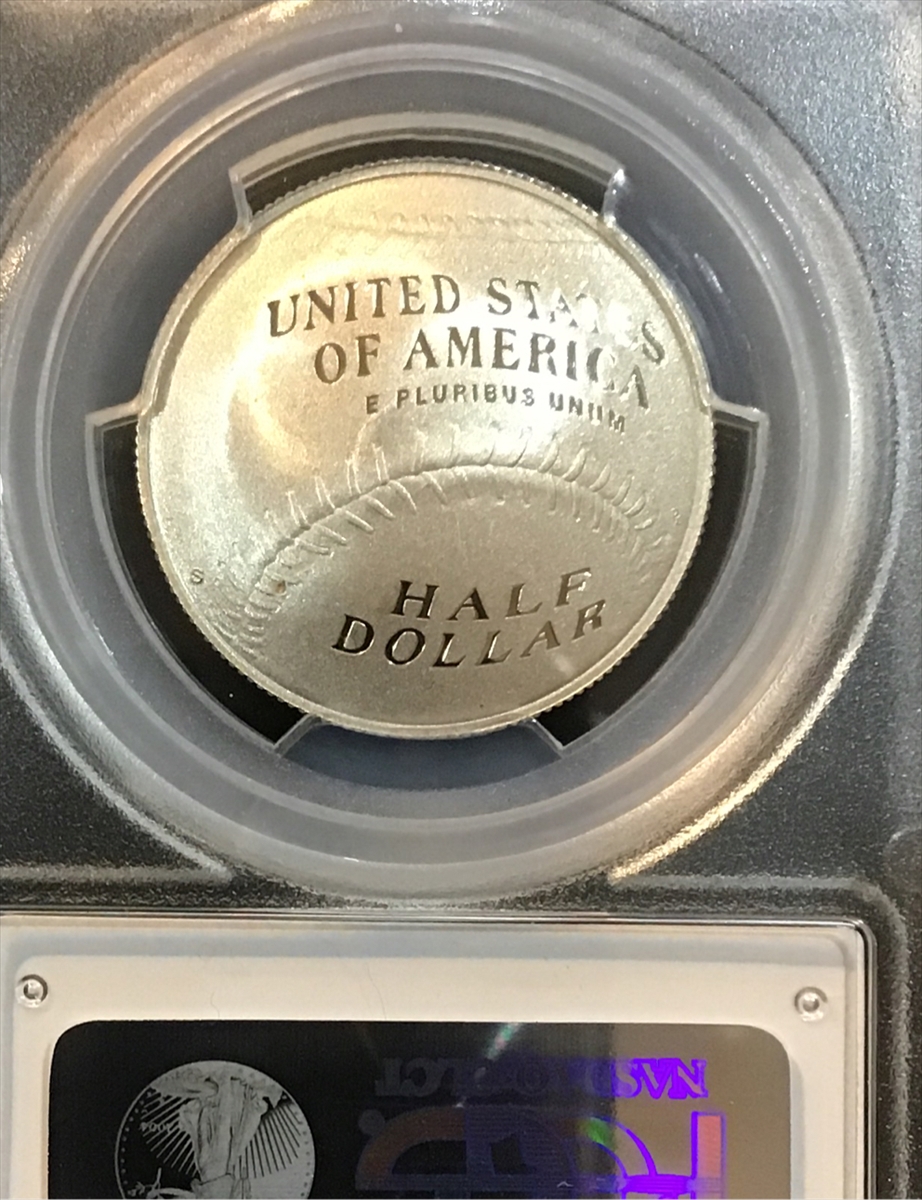 UNITED STATES
OF AMERICA
E PLURIBUS UNUM
S
HALF
DOLLAR